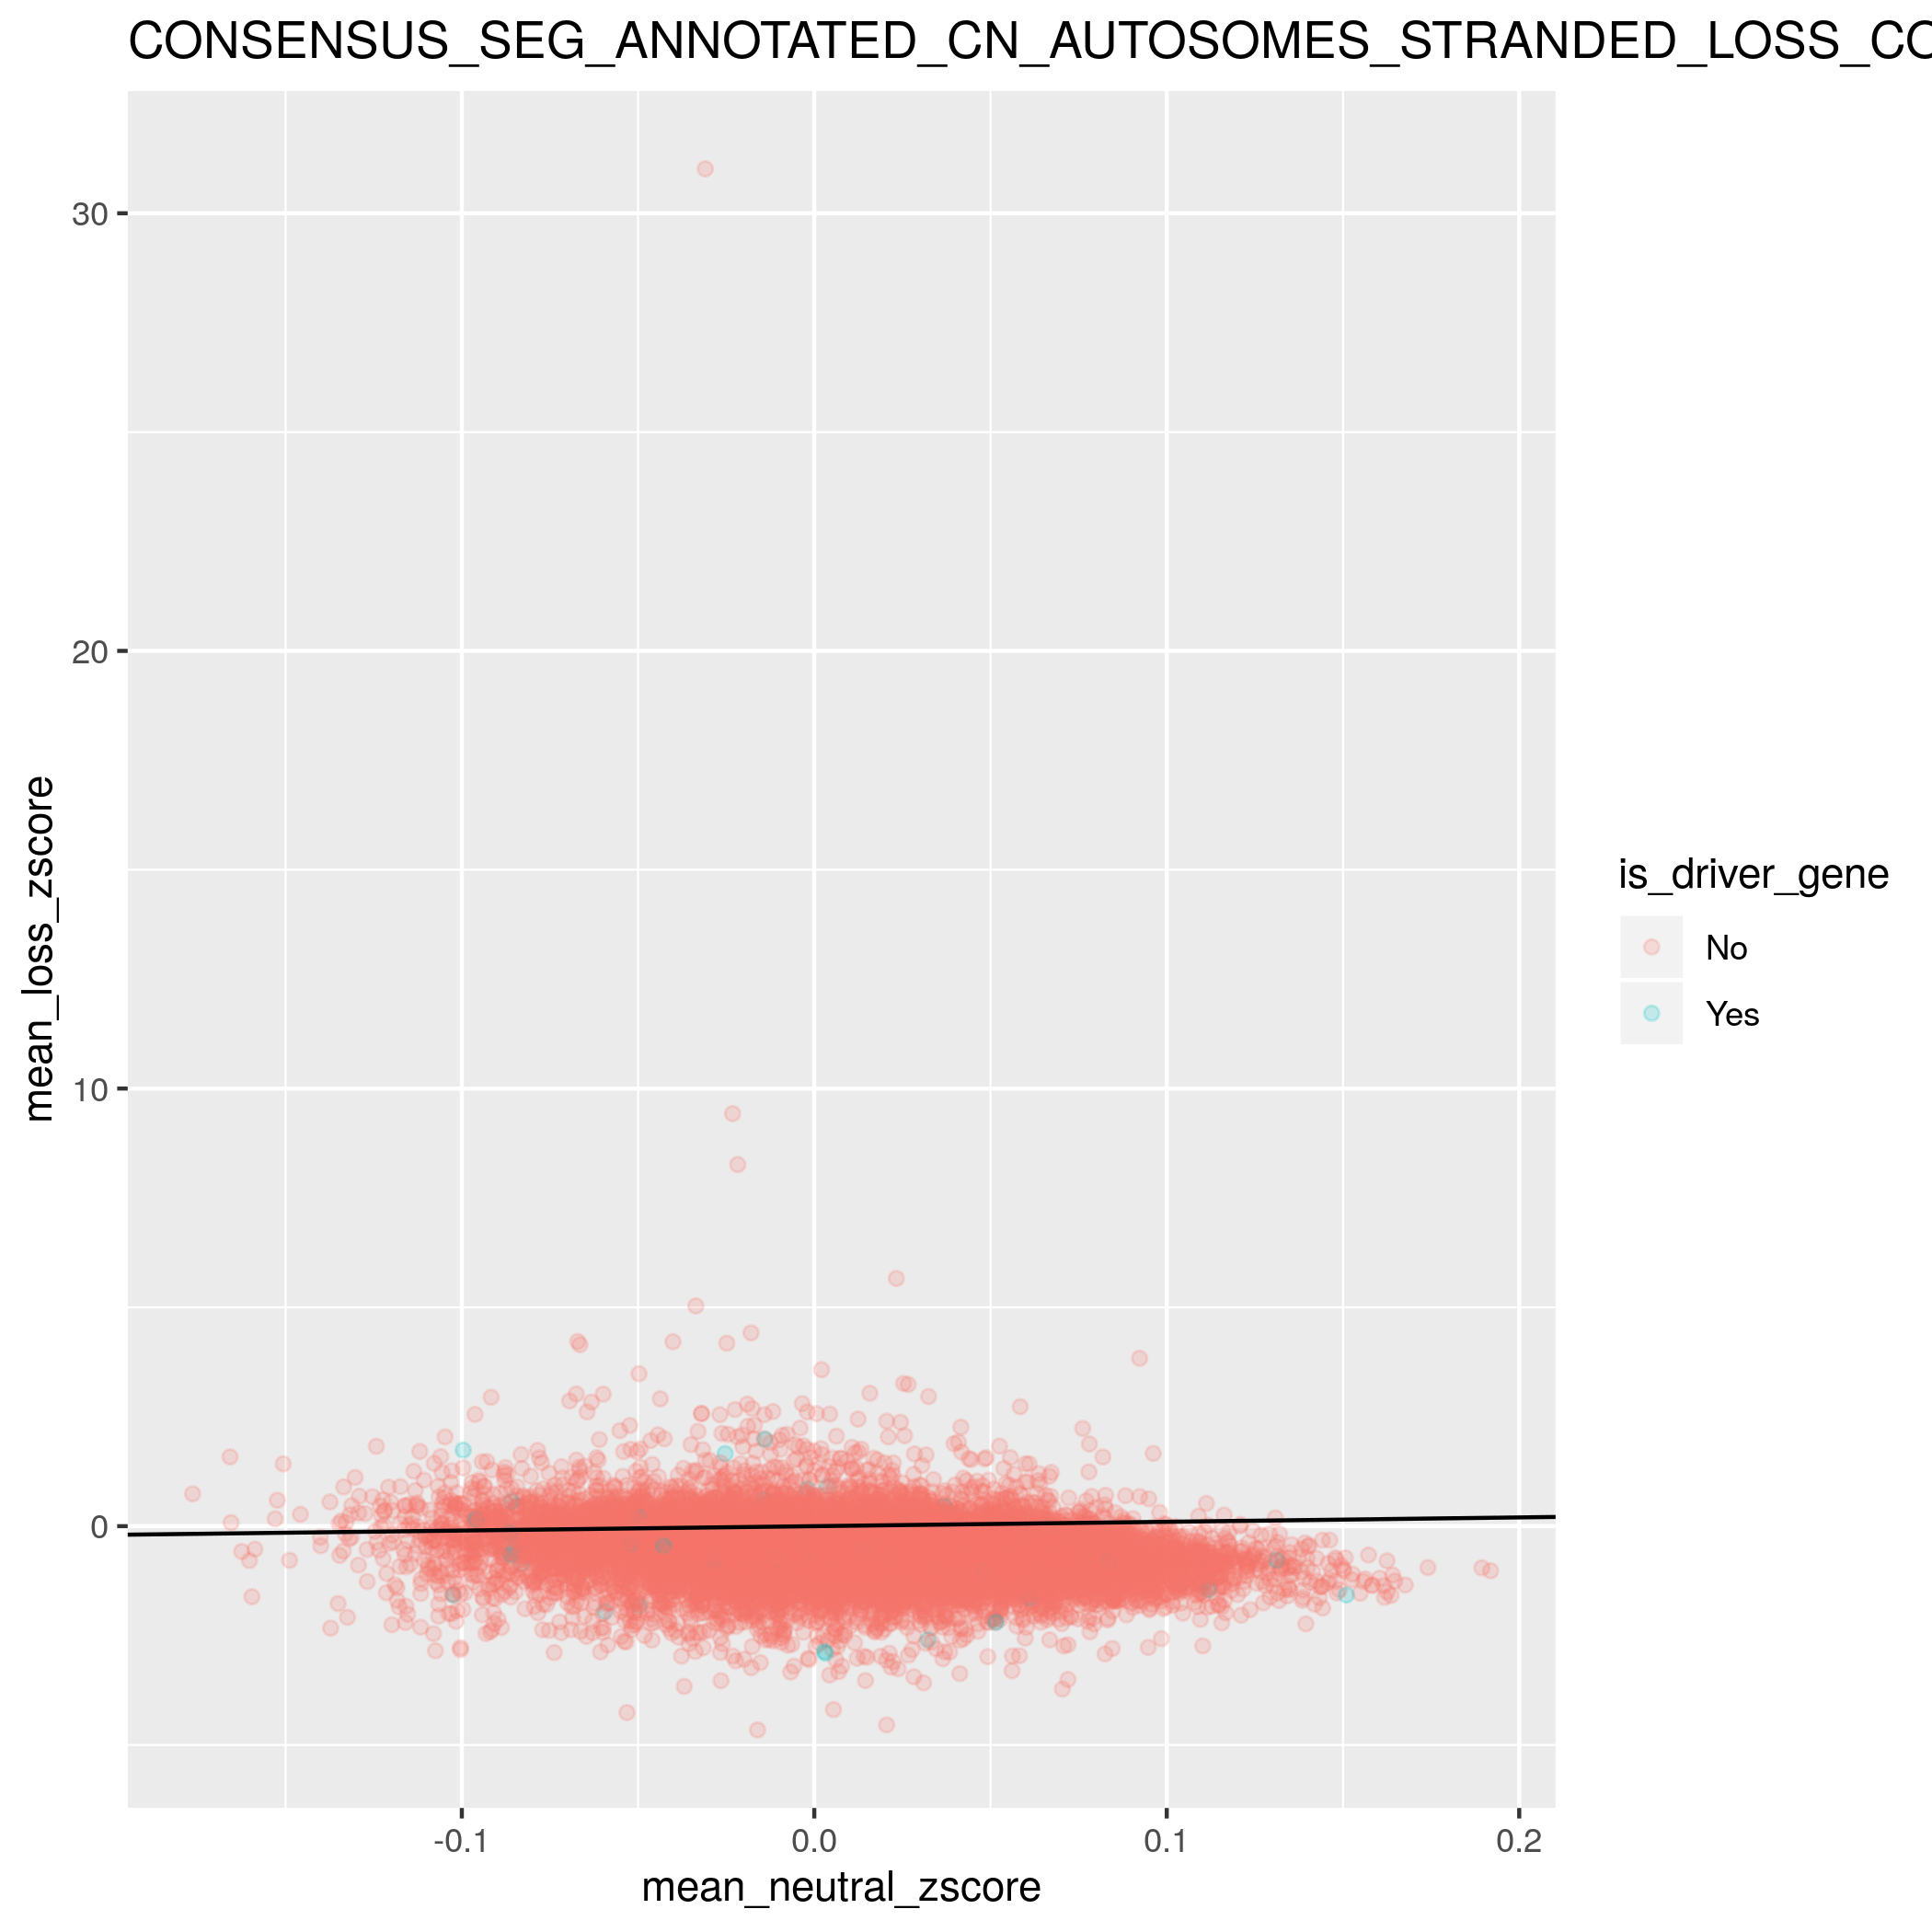 CONSENSUS_SEG_ANNOTATED_CN_AUTOSOMES_STRANDED_LOSS_CO
30
20
10
0
mean_loss_zscore
-0.1
0.0
0.1
0.2
mean_neutral_zscore
is_driver_gene
No
Yes